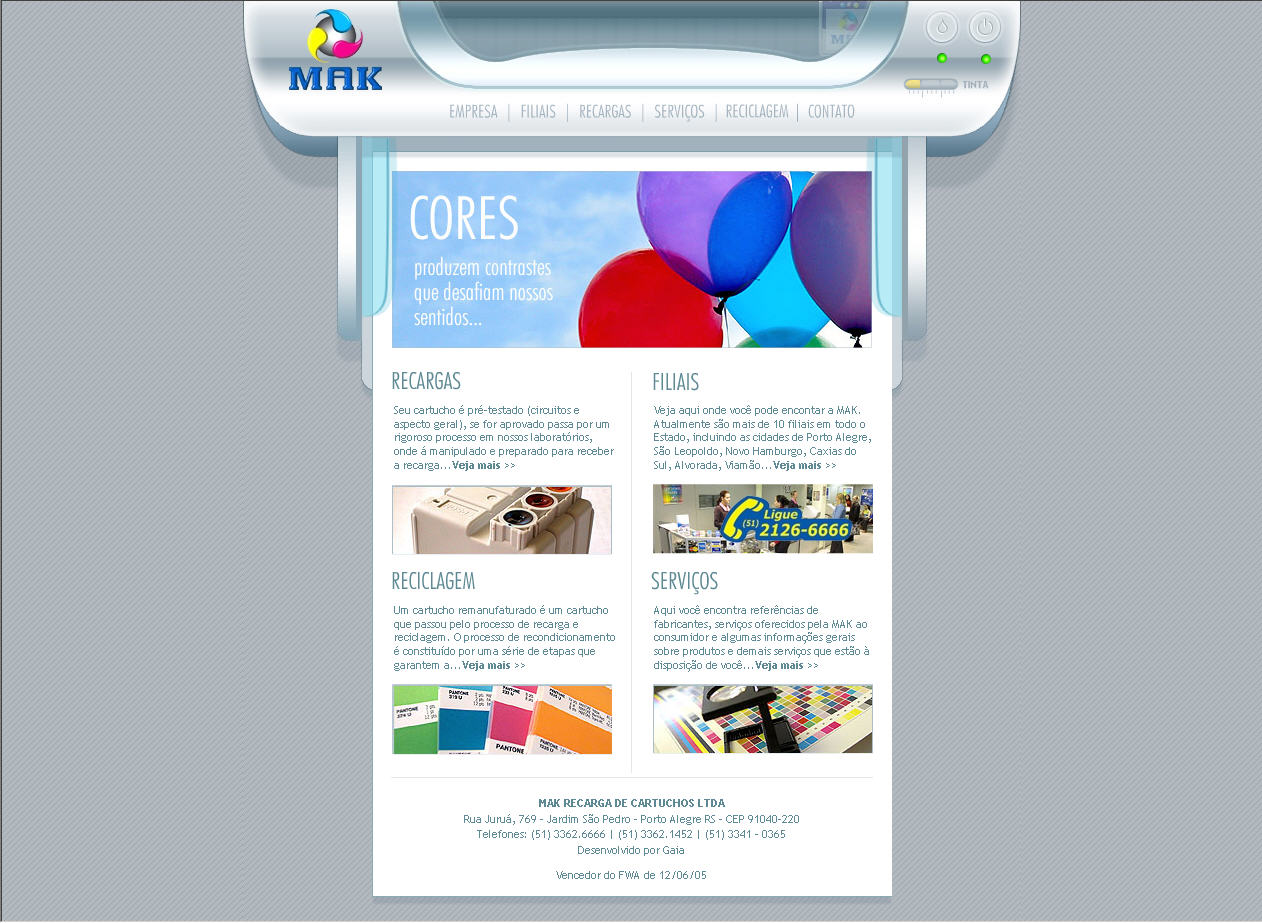 MAK
MAK
TINTA
EMPRESA | FILIAIS | RECARGAS | SERVIÇOS | RECICLAGEM | CONTATO
CORES
produzem contrastes
que desafiam nossos
sentidos...
RECARGAS
Seu cartucho é pré-testado (circuitos e
aspecto geral), se for aprovado passa por um
rigoroso processo em nossos laboratórios,
onde á manipulado e preparado para receber
a recarga...Veja mais >>
FILIAIS
Veja aqui onde você pode encontar a MAK.
Atualmente são mais de 10 filiais em todo o
Estado, incluindo as cidades de Porto Alegre,
São Leopoldo, Novo Hamburgo, Caxias do
Sul, Alvorada, Viamão...Veja mais >>
Ligue
(51) 2126-6666
RECICLAGEM
Um cartucho remanufaturado é um cartucho
que passou pelo processo de recarga e
reciclagem. O processo de recondicionamento
é constituído por uma série de etapas que
garantem a...Veja mais >>
PANTONE
PANTONE
PANTONE
PANTONE
PANTONE
SERVIÇOS
Aqui você encontra referências de
fabricantes, serviços oferecidos pela MAK ao
consumidor e algumas informações gerais
sobre produtos e demais serviços que estão à
disposição de você...Veja mais >>
MAK RECARGA DE CARTUCHOS LTDA
Rua Juruá, 769 - Jardim São Pedro - Porto Alegre RS - CEP 91040-220
Telefones: (51) 3362.6666 | (51) 3362.1452 | (51) 3341 - 0365
Desenvolvido por Gaia
Vencedor do FWA de 12/06/05